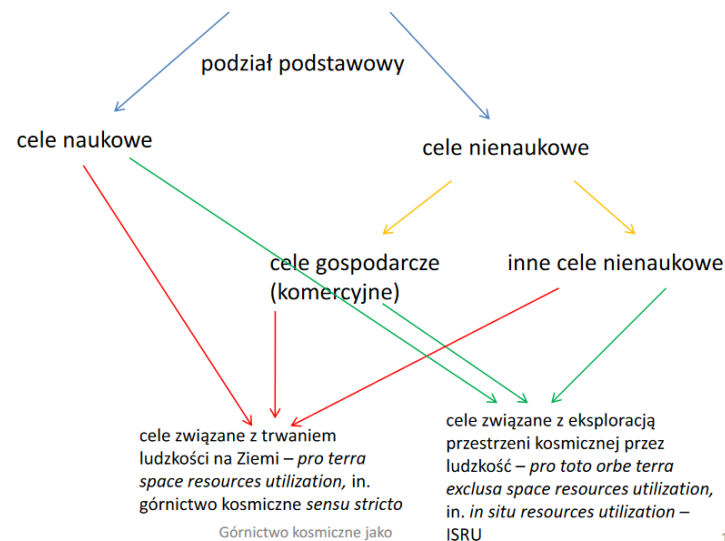 podział podstawowy
cele naukowe
cele nienaukowe
cele gospodarcze
(komercyjne)
inne cele nienaukowe
cele związane z trwaniem
ludzkości na Ziemi – pro terra
space resources utilization, in.
górnictwo kosmiczne sensu stricto
cele związane z eksploracją
przestrzeni kosmicznej przez
ludzkość – pro toto orbe terra
exclusa space resources utilization,
in. in situ resources utilization –
ISRU
Górnictwo kosmiczne jako